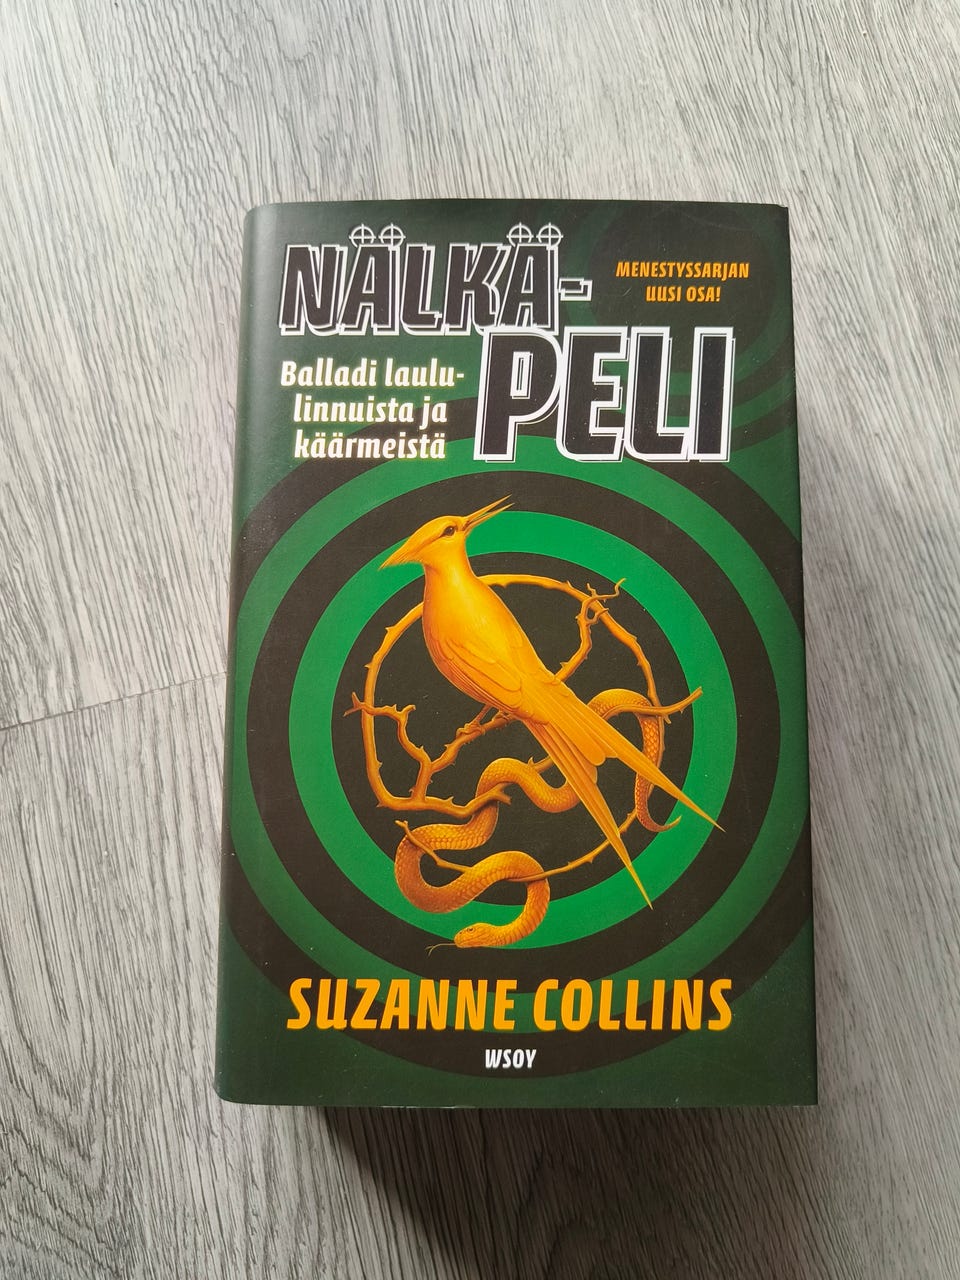 NÄLKÄ-
PELI
MENESTYSSARJAN
UUSI OSA!
Balladi laulu-
linnuista ja
käärmeistä
SUZANNE COLLINS
WSOY